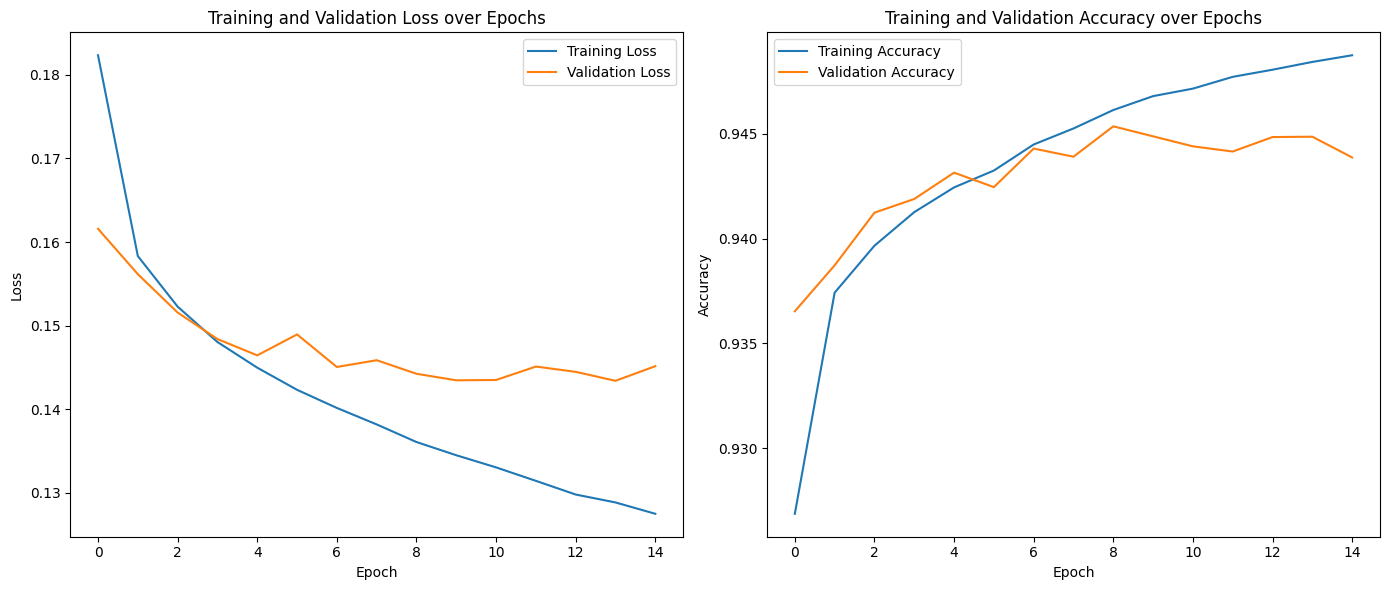 Training and Validation Loss over Epochs
Training Loss
Validation Loss
0.18
0.17
0.16
0.15
0.14
0.13
Loss
0 2 4 6 8 10 12 14
Epoch
Training and Validation Accuracy over Epochs
Training Accuracy
Validation Accuracy
0.945
0.940
0.935
0.930
Accuracy
0 2 4 6 8 10 12 14
Epoch